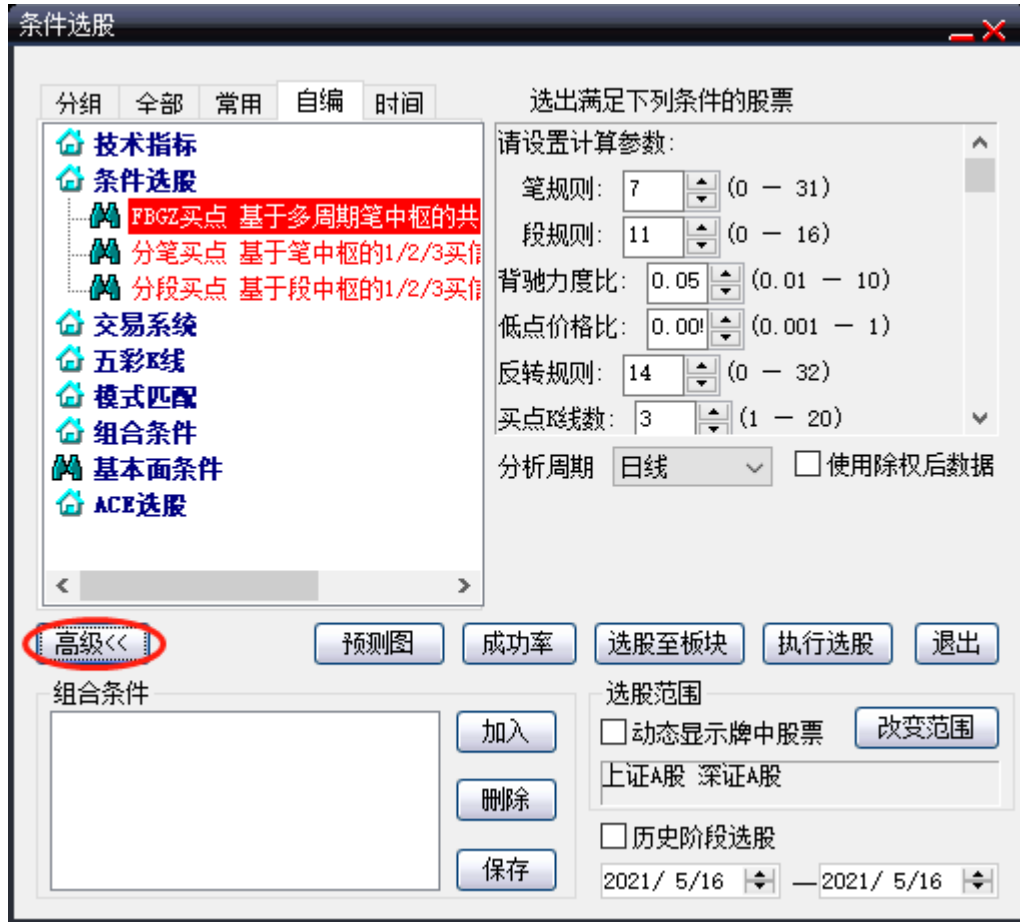 条件选股
分组 全部 常用 自编 时间
技术指标
条件选股
FBGZ买点 基于多周期笔中枢的共
分笔买点 基于笔中枢的1/2/3买信
分段买点 基于段中枢的1/2/3买信
交易系统
五彩K线
模式匹配
组合条件
基本面条件
ACE选股
选出满足下列条件的股票
请设置计算参数:
笔规则: 7 (0 — 31)
段规则: 11 (0 — 16)
背驰力度比: 0.05 (0.01 — 10)
低点价格比: 0.00 (0.001 — 1)
反转规则: 14 (0 — 32)
买点K线数: 3 (1 — 20)
分析周期 日线 使用除权后数据
高级<< 预测图 成功率 选股至板块 执行选股 退出
组合条件
加入
删除
保存
选股范围
动态显示牌中股票 改变范围
上证A股 深证A股
历史阶段选股
2021/ 5/16 — 2021/ 5/16